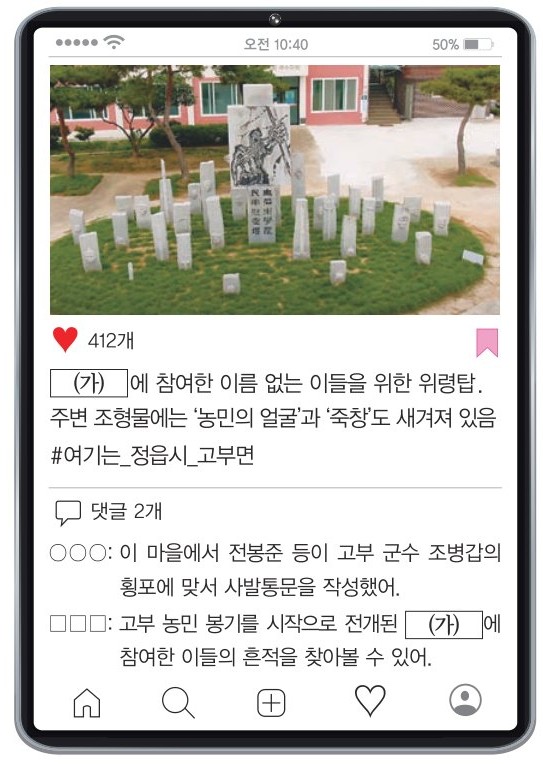 오전 10:40
50%
412개
(가)에 참여한 이름 없는 이들을 위한 위령탑.
주변 조형물에는 ‘농민의 얼굴’과 ‘죽창’도 새겨져 있음
#여기는_정읍시_고부면
댓글 2개
○○○: 이 마을에서 전봉준 등이 고부 군수 조병갑의
횡포에 맞서 사발통문을 작성했어.
□□□: 고부 농민 봉기를 시작으로 전개된 (가)에
참여한 이들의 흔적을 찾아볼 수 있어.